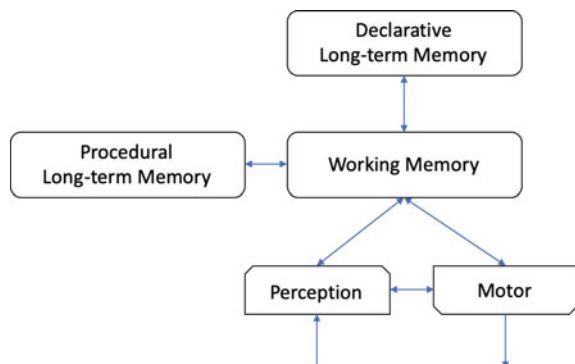 Declarative
Long-term Memory
Procedural
Long-term Memory
Working Memory
Perception
Motor